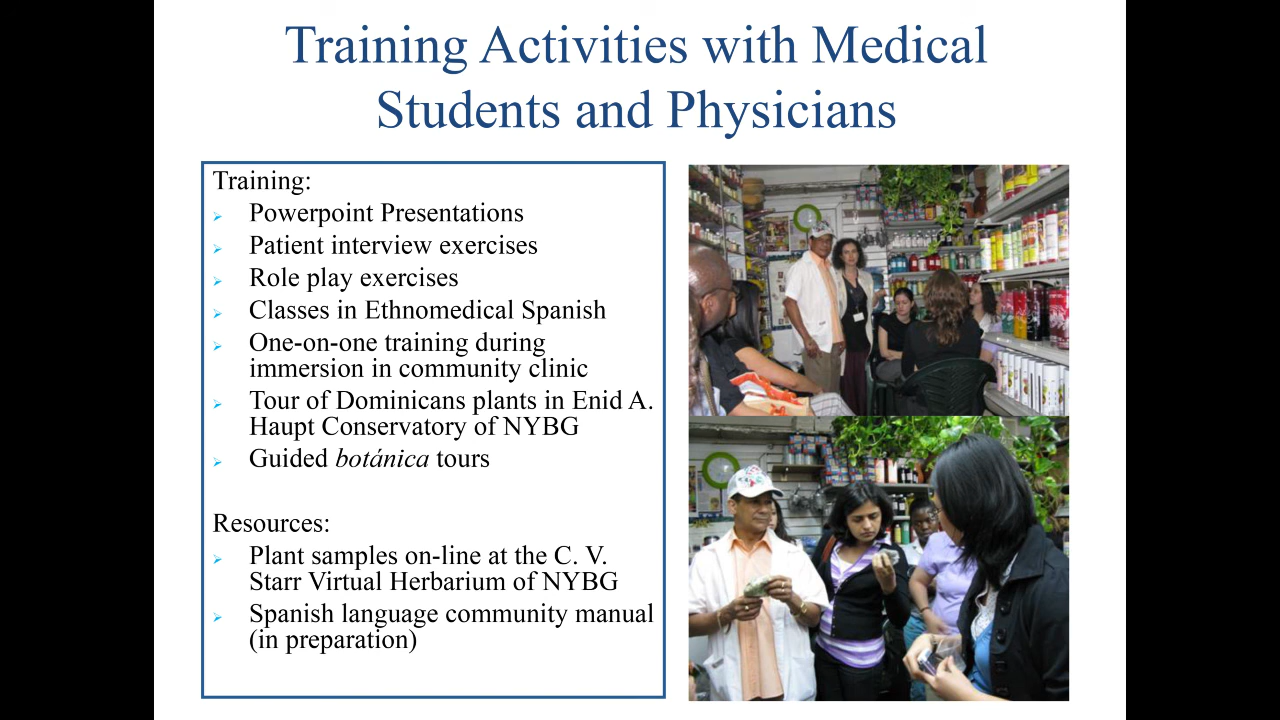 Training Activities with Medical
Students and Physicians
Training:
Powerpoint Presentations
Patient interview exercises
Role play exercises
Classes in Ethnomedical Spanish
One-on-one training during
immersion in community clinic
Tour of Dominicans plants in Enid A.
Haupt Conservatory of NYBG
Guided botánica tours
Resources:
Plant samples on-line at the C. V.
Starr Virtual Herbarium of NYBG
Spanish language community manual
(in preparation)